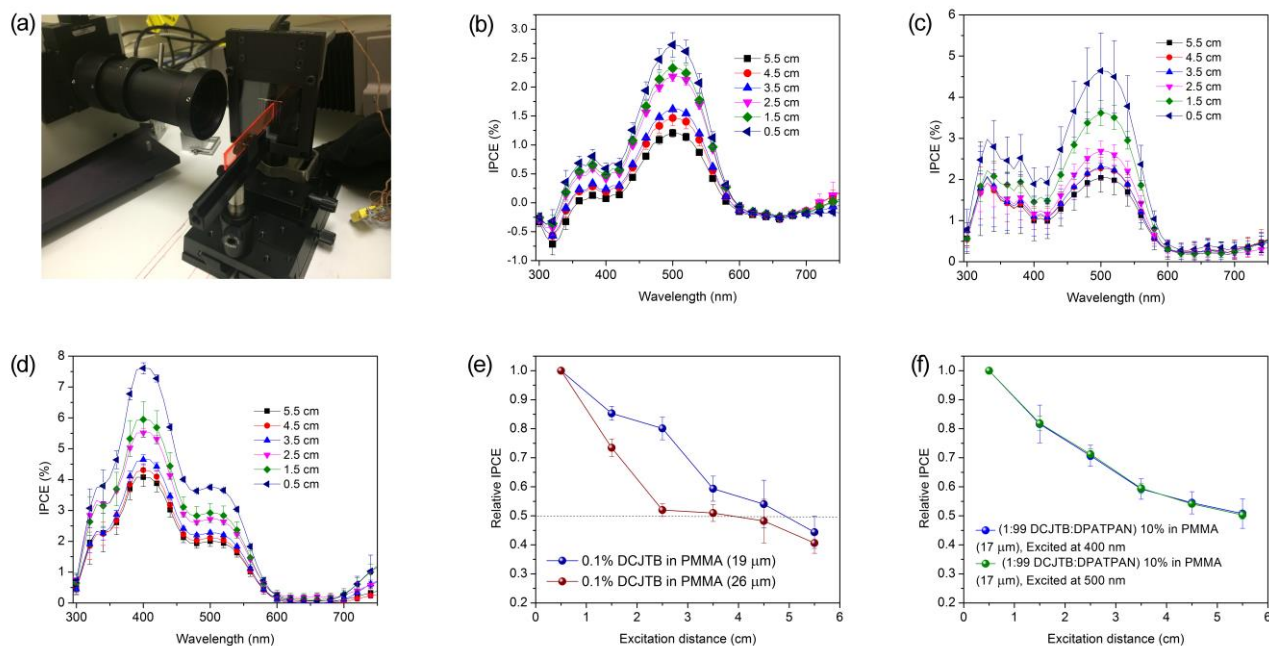 (a)
(b)
IPCE (%)
3.0
2.5
2.0
1.5
1.0
0.5
0.0
-0.5
-1.0
5.5 cm
4.5 cm
3.5 cm
2.5 cm
1.5 cm
0.5 cm
300 400 500 600 700
Wavelength (nm)
(c)
IPCE (%)
6
5
4
3
2
1
0
5.5 cm
4.5 cm
3.5 cm
2.5 cm
1.5 cm
0.5 cm
300 400 500 600 700
Wavelength (nm)
(d)
IPCE (%)
8
7
6
5
4
3
2
1
0
5.5 cm
4.5 cm
3.5 cm
2.5 cm
1.5 cm
0.5 cm
300 400 500 600 700
Wavelength (nm)
(e)
Relative IPCE
1.0
0.9
0.8
0.7
0.6
0.5
0.4
0.3
0.2
0.1% DCJTB in PMMA (19 μm)
0.1% DCJTB in PMMA (26 μm)
0 1 2 3 4 5 6
Excitation distance (cm)
(f)
Relative IPCE
1.0
0.9
0.8
0.7
0.6
0.5
0.4
0.3
0.2
(1:99 DCJTB:DPATPAN) 10% in PMMA
(17 μm), Excited at 400 nm
(1:99 DCJTB:DPATPAN) 10% in PMMA
(17 μm), Excited at 500 nm
0 1 2 3 4 5 6
Excitation distance (cm)